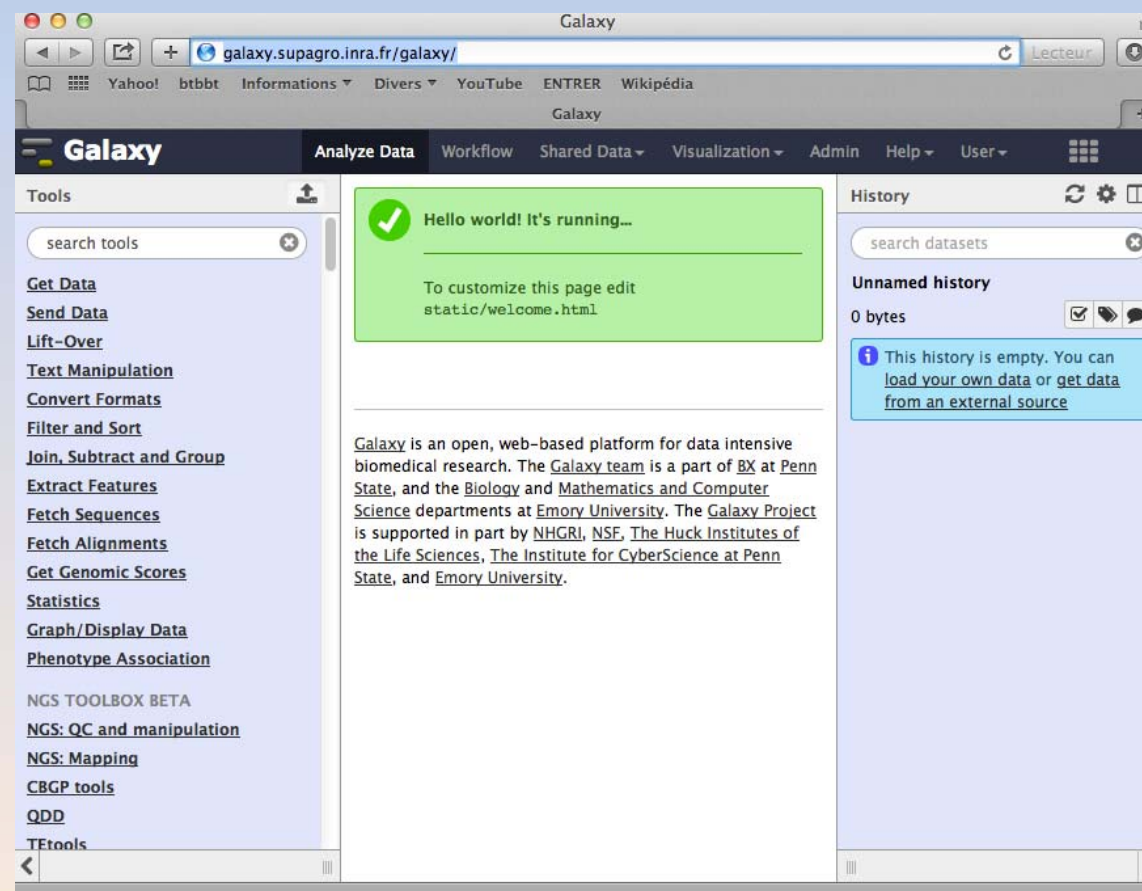 Galaxy
galaxy.supagro.inra.fr/galaxy/
Lecteur
Yahoo! btbbt Informations Divers YouTube ENTRER Wikipédia
Galaxy
Galaxy Analyze Data Workflow Shared Data Visualization Admin Help User
Tools
search tools
Get Data
Send Data
Lift-Over
Text Manipulation
Convert Formats
Filter and Sort
Join, Subtract and Group
Extract Features
Fetch Sequences
Fetch Alignments
Get Genomic Scores
Statistics
Graph/Display Data
Phenotype Association
NGS TOOLBOX BETA
NGS: QC and manipulation
NGS: Mapping
CBGP tools
QDD
TEtools
Hello world! It's running...
To customize this page edit
static/welcome.html
Galaxy is an open, web-based platform for data intensive
biomedical research. The Galaxy team is a part of BX at Penn
State, and the Biology and Mathematics and Computer
Science departments at Emory University. The Galaxy Project
is supported in part by NHGRI, NSF, The Huck Institutes of
the Life Sciences, The Institute for CyberScience at Penn
State, and Emory University.
History
search datasets
Unnamed history
0 bytes
This history is empty. You can
load your own data or get data
from an external source